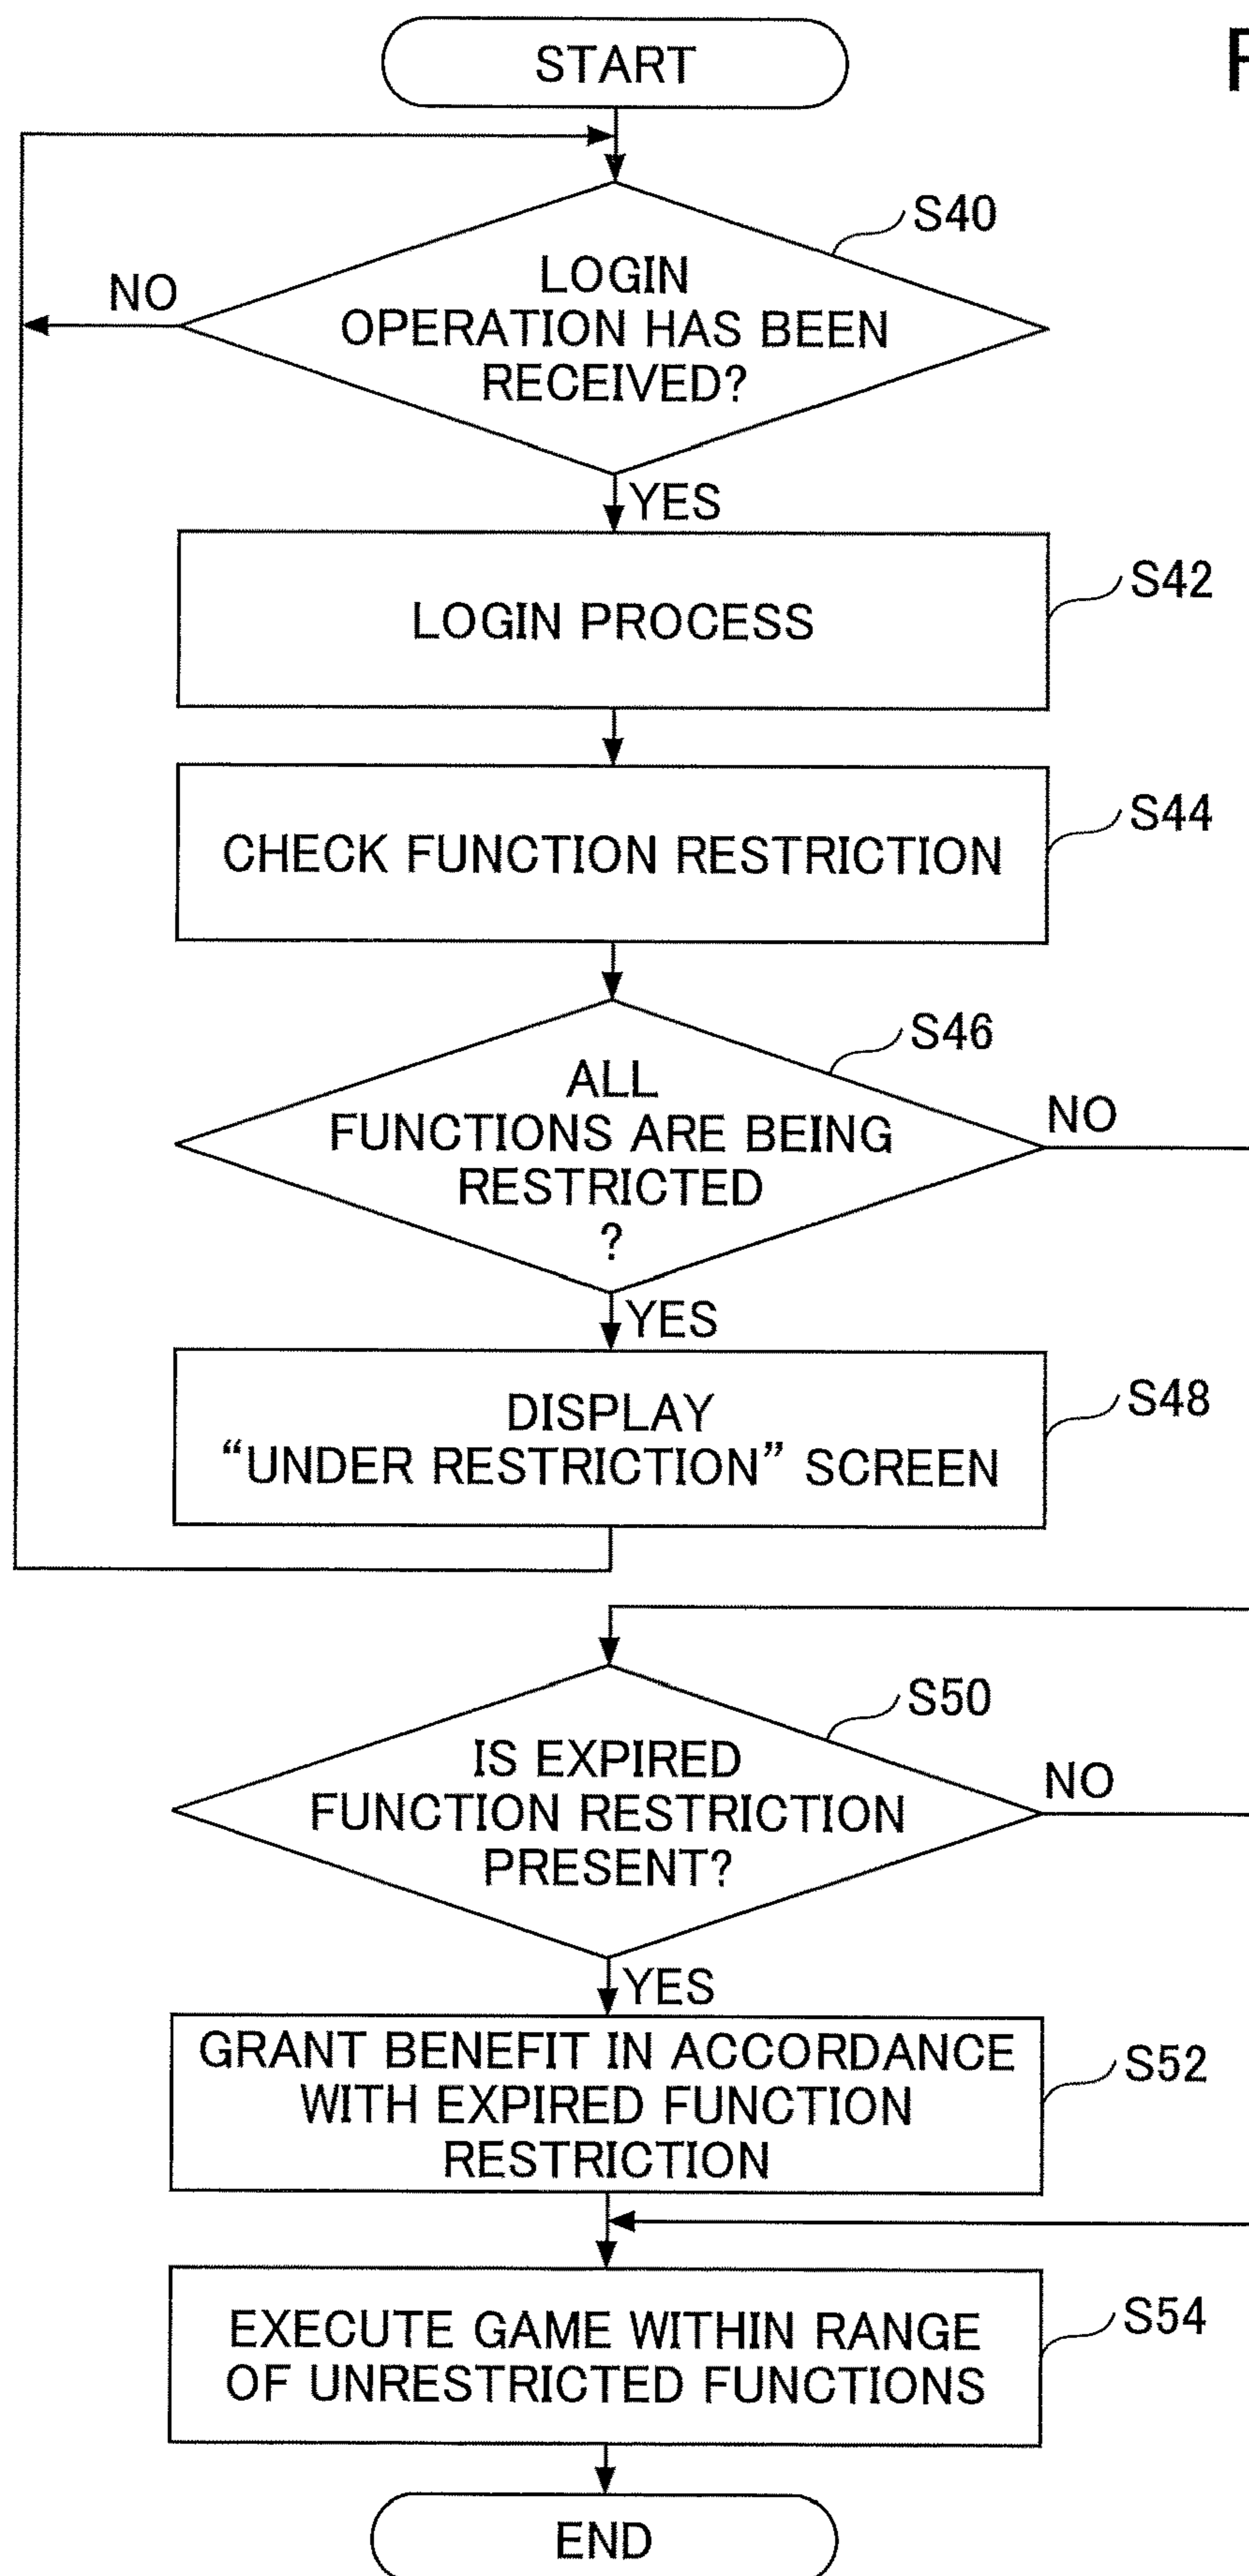 START
F
S40
LOGIN
OPERATION HAS BEEN
RECEIVED?
NO
YES
LOGIN PROCESS
S42
CHECK FUNCTION RESTRICTION
S44
S46
ALL
FUNCTIONS ARE BEING
RESTRICTED
?
NO
YES
DISPLAY
“UNDER RESTRICTION” SCREEN
S48
S50
IS EXPIRED
FUNCTION RESTRICTION
PRESENT?
NO
YES
GRANT BENEFIT IN ACCORDANCE
WITH EXPIRED FUNCTION
RESTRICTION
S52
EXECUTE GAME WITHIN RANGE
OF UNRESTRICTED FUNCTIONS
S54
END